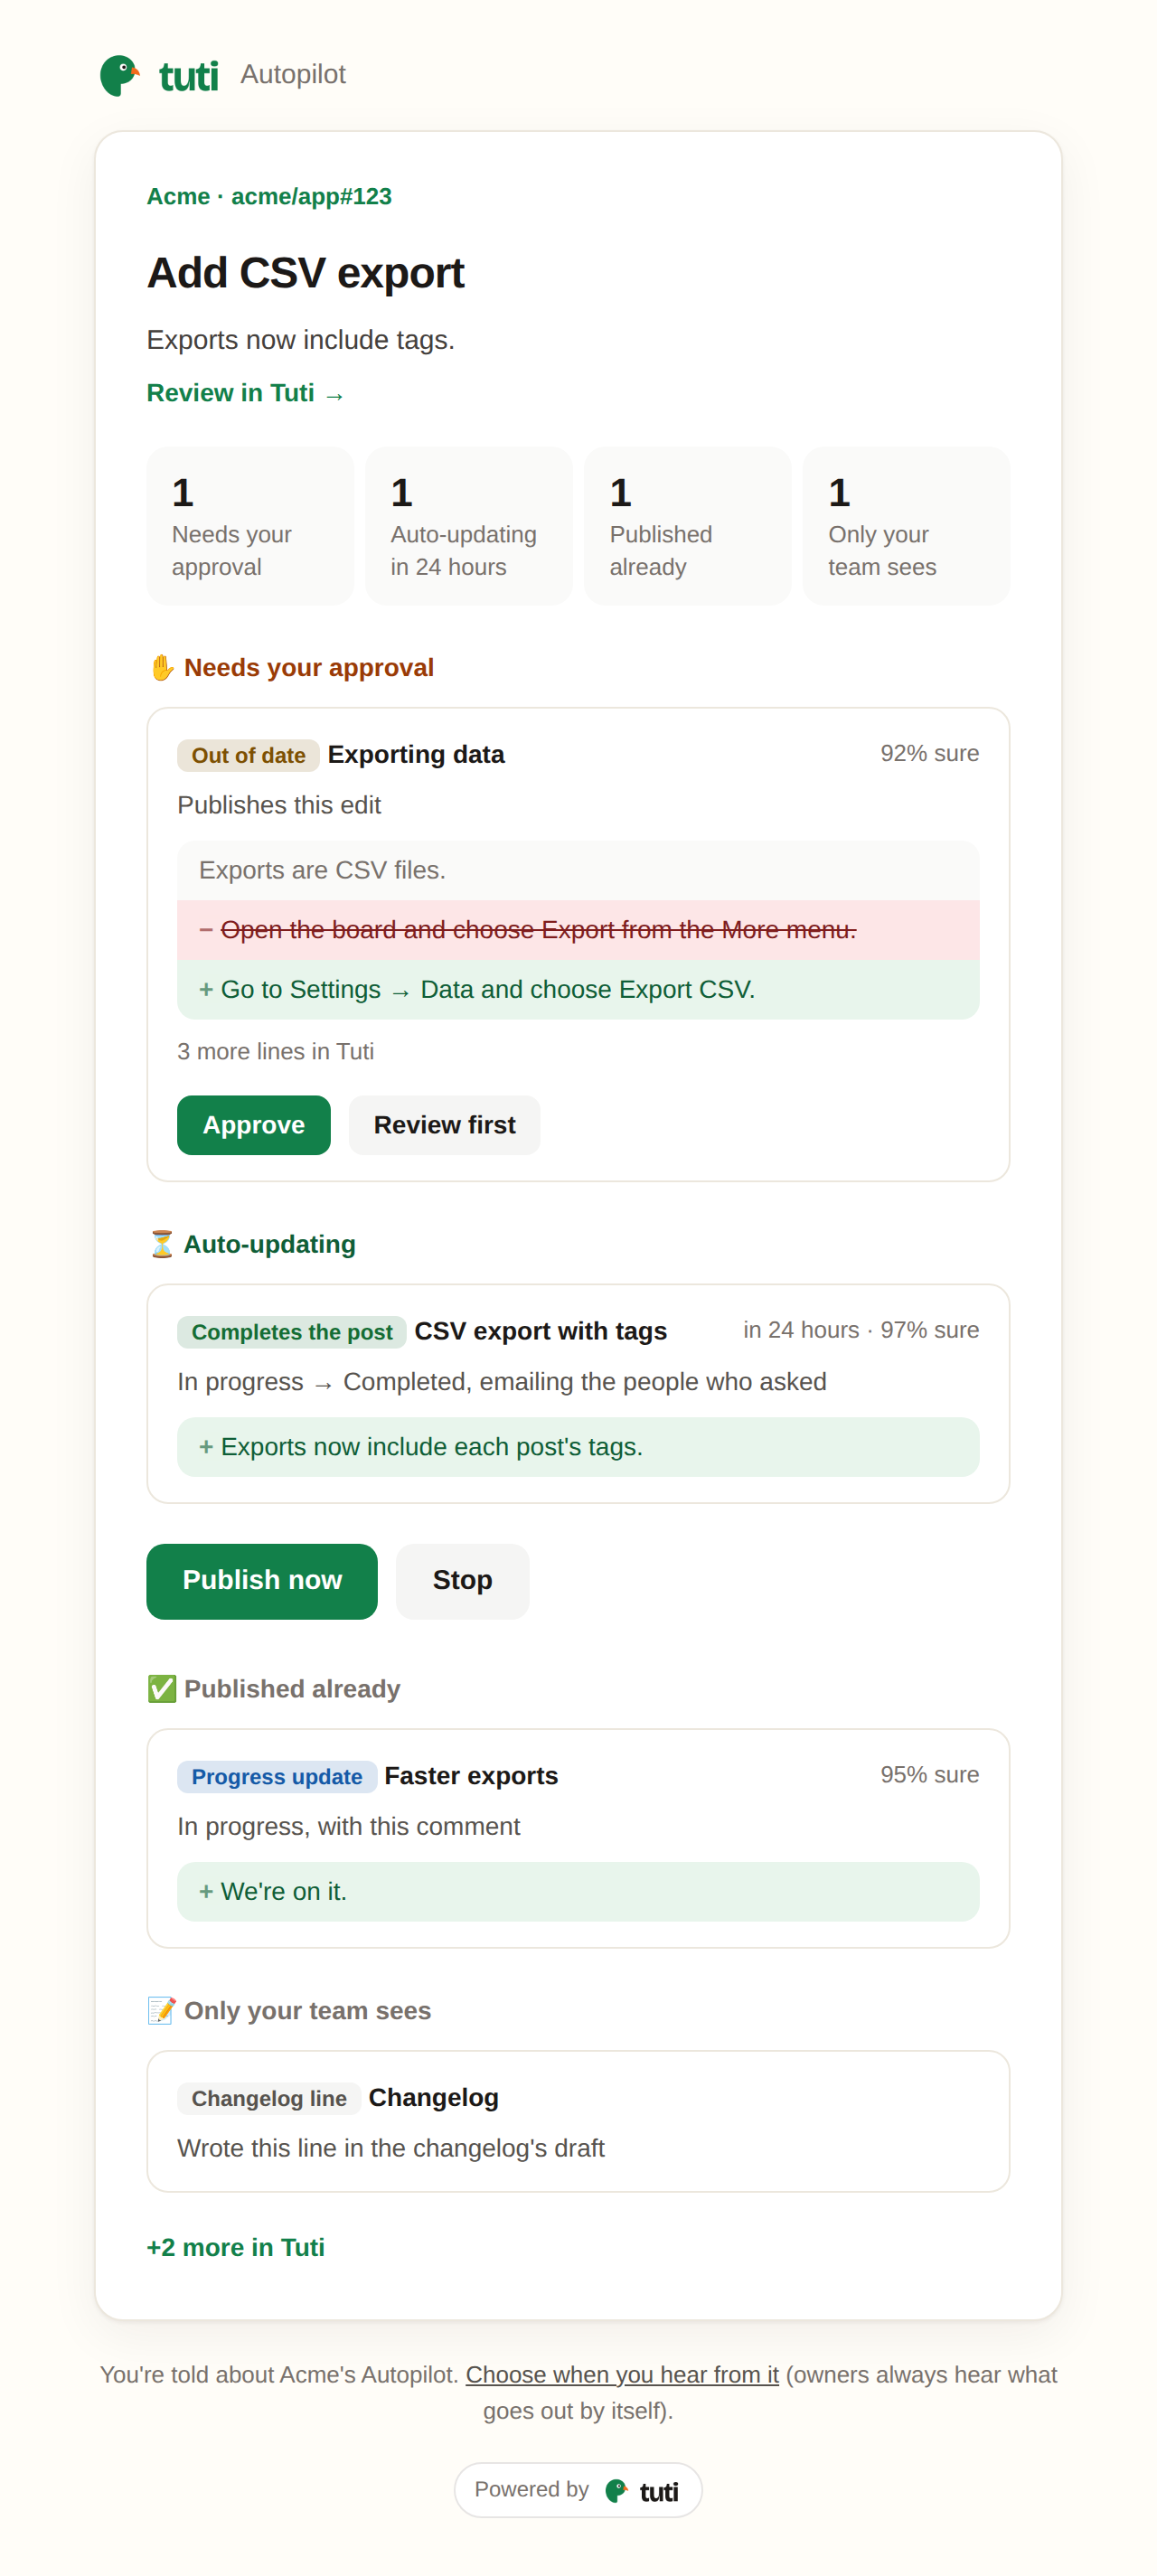 tuti Autopilot
Acme · acme/app#123
Add CSV export
Exports now include tags.
Review in Tuti →
1
Needs your
approval
1
Auto-updating
in 24 hours
1
Published
already
1
Only your
team sees
✋ Needs your approval
Out of date Exporting data 92% sure
Publishes this edit
Exports are CSV files.
− Open the board and choose Export from the More menu.
+ Go to Settings → Data and choose Export CSV.
3 more lines in Tuti
Approve Review first
⏳ Auto-updating
Completes the post CSV export with tags in 24 hours · 97% sure
In progress → Completed, emailing the people who asked
+ Exports now include each post's tags.
Publish now Stop
✅ Published already
Progress update Faster exports 95% sure
In progress, with this comment
+ We're on it.
📝 Only your team sees
Changelog line Changelog
Wrote this line in the changelog's draft
+2 more in Tuti
You're told about Acme's Autopilot. Choose when you hear from it (owners always hear what
goes out by itself).
Powered by tuti